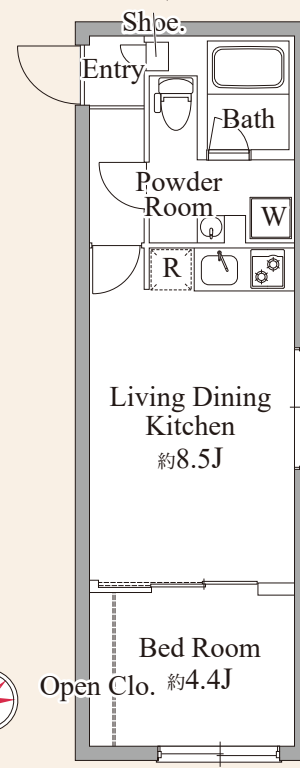 Shoe.
Entry
Bath
Powder
Room
W
R
Living Dining
Kitchen
約8.5J
Bed Room
Open Clo. 約4.4J